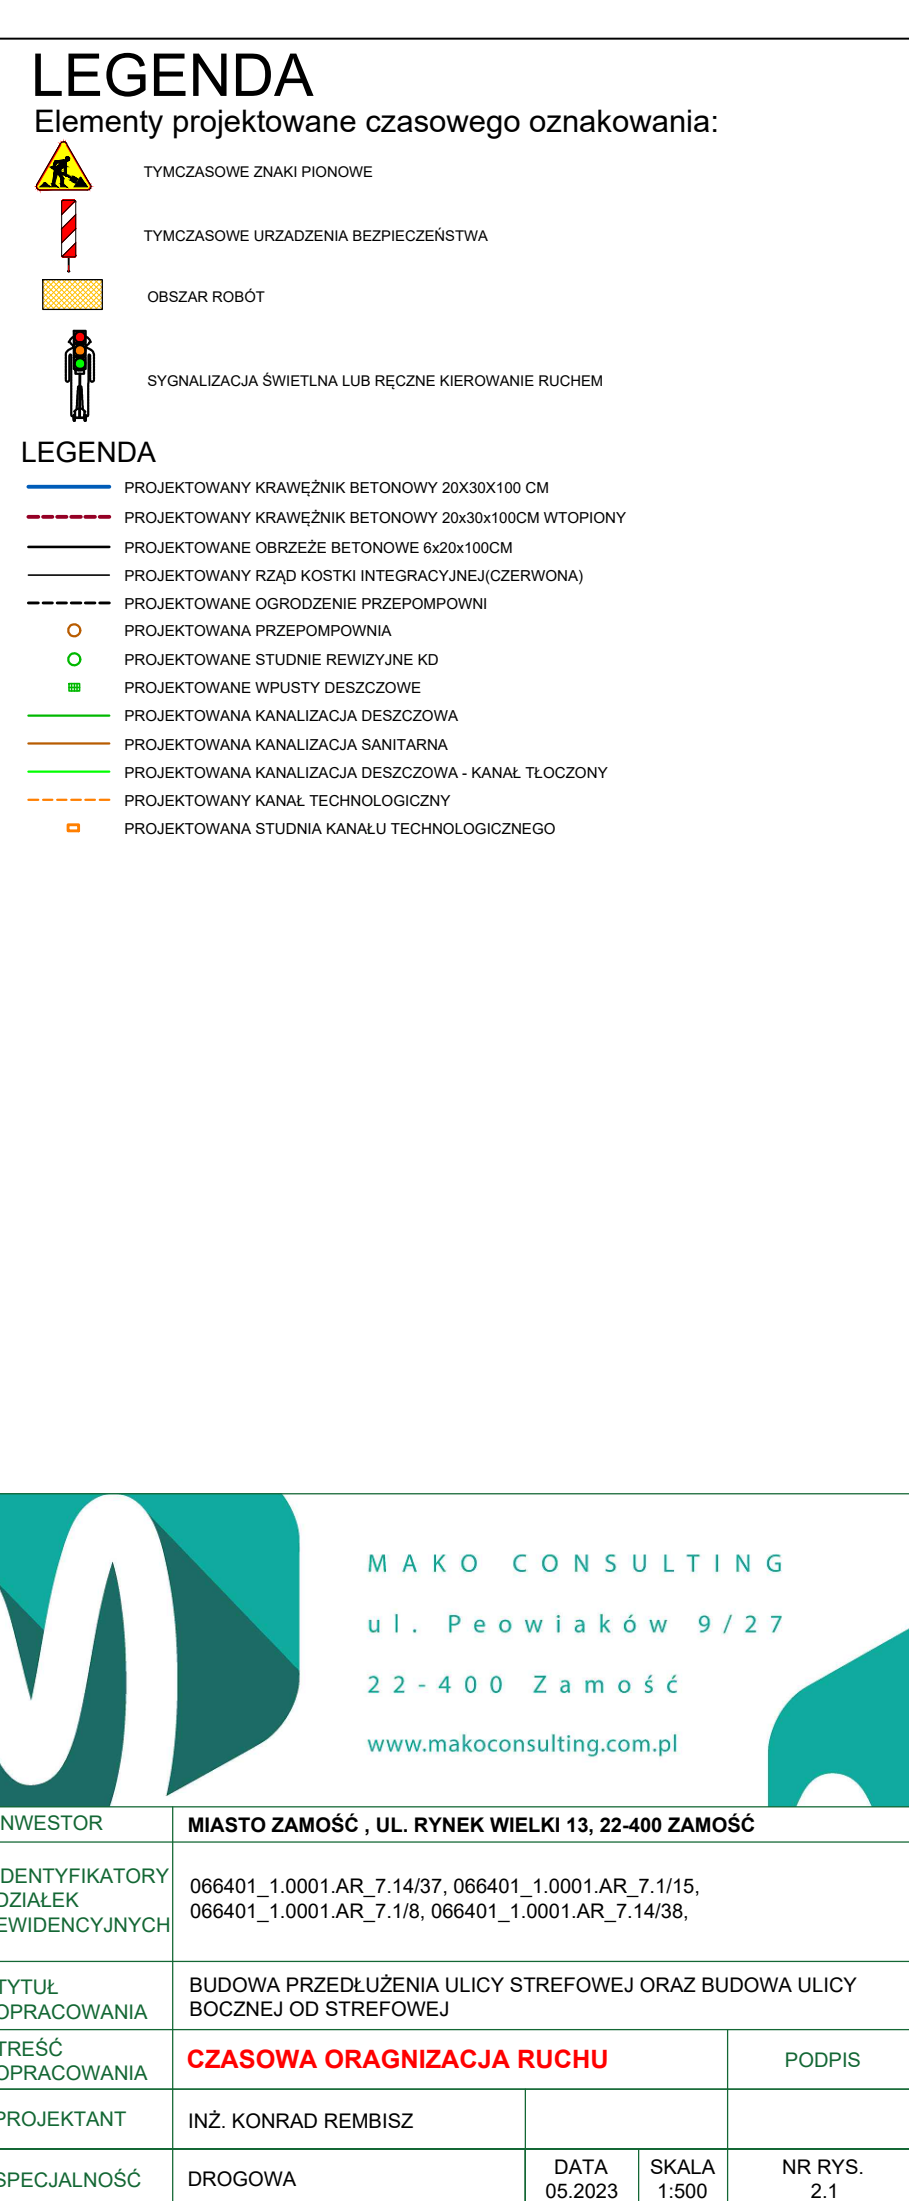 LEGENDA
Elementy projektowane czasowego oznakowania:
TYMCZASOWE ZNAKI PIONOWE
TYMCZASOWE URZADZENIA BEZPIECZEŃSTWA
OBSZAR ROBÓT
SYGNALIZACJA ŚWIETLNA LUB RĘCZNE KIEROWANIE RUCHEM
LEGENDA
PROJEKTOWANY KRAWĘŻNIK BETONOWY 20X30X100 CM
PROJEKTOWANY KRAWĘŻNIK BETONOWY 20x30x100CM WTOPIONY
PROJEKTOWANE OBRZEŻE BETONOWE 6x20x100CM
PROJEKTOWANY RZĄD KOSTKI INTEGRACYJNEJ(CZERWONA)
PROJEKTOWANE OGRODZENIE PRZEPOMPOWNI
PROJEKTOWANA PRZEPOMPOWNIA
PROJEKTOWANE STUDNIE REWIZYJNE KD
PROJEKTOWANE WPUSTY DESZCZOWE
PROJEKTOWANA KANALIZACJA DESZCZOWA
PROJEKTOWANA KANALIZACJA SANITARNA
PROJEKTOWANA KANALIZACJA DESZCZOWA - KANAŁ TŁOCZONY
PROJEKTOWANY KANAŁ TECHNOLOGICZNY
PROJEKTOWANA STUDNIA KANAŁU TECHNOLOGICZNEGO
MAKO CONSULTING
ul. Peowiaków 9/27
22-400 Zamość
www.makoconsulting.com.pl
NWESTOR
MIASTO ZAMOŚĆ , UL. RYNEK WIELKI 13, 22-400 ZAMOŚĆ
DENTYFIKATORY
DZIAŁEK
EWIDENCYJNYCH
066401_1.0001.AR_7.14/37, 066401_1.0001.AR_7.1/15,
066401_1.0001.AR_7.1/8, 066401_1.0001.AR_7.14/38,
TYTUŁ
OPRACOWANIA
BUDOWA PRZEDŁUŻENIA ULICY STREFOWEJ ORAZ BUDOWA ULICY
BOCZNEJ OD STREFOWEJ
TREŚĆ
OPRACOWANIA
CZASOWA ORAGNIZACJA RUCHU
PODPIS
PROJEKTANT
INŻ. KONRAD REMBISZ
SPECJALNOŚĆ
DROGOWA
DATA
05.2023
SKALA
1:500
NR RYS.
2.1